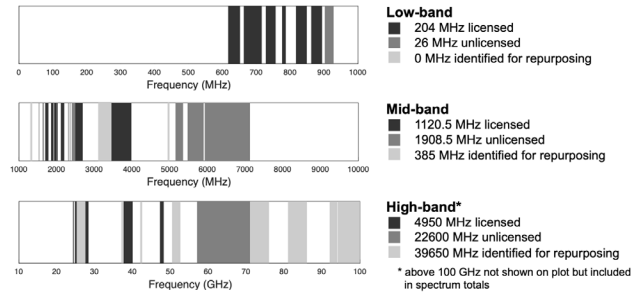 Low-band
204 MHz licensed
26 MHz unlicensed
0 MHz identified for repurposing
0 100 200 300 400 500 600 700 800 900 1000
Frequency (MHz)
Mid-band
1120.5 MHz licensed
1908.5 MHz unlicensed
385 MHz identified for repurposing
1000 2000 3000 4000 5000 6000 7000 8000 9000 10000
Frequency (MHz)
High-band*
4950 MHz licensed
22600 MHz unlicensed
39650 MHz identified for repurposing
10 20 30 40 50 60 70 80 90 100
Frequency (GHz)
* above 100 GHz not shown on plot but included
in spectrum totals